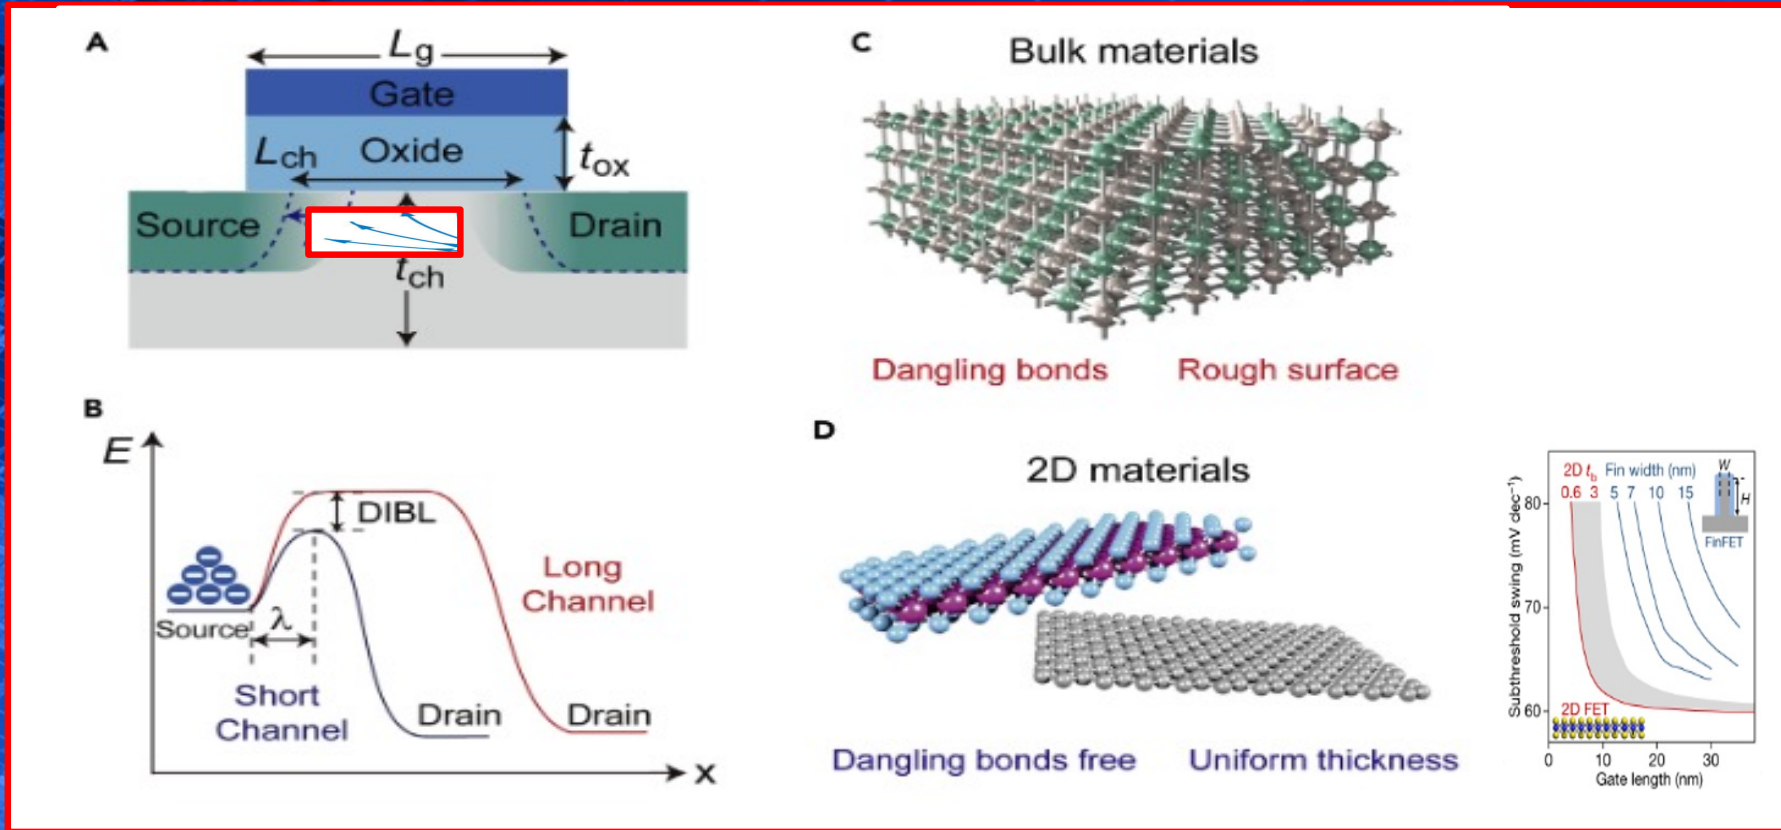 A
Lg
Gate
Lch
Oxide
tox
Source
Drain
tch
B
E
DIBL
Long
Channel
Source
λ
Short
Channel
Drain
Drain
x
C
Bulk materials
Dangling bonds
Rough surface
D
2D materials
Dangling bonds free
Uniform thickness
2D tb
Fin width (nm)
0.6 3 5 7 10 15
W
H
FinFET
Subthreshold swing (mV dec⁻¹)
80
70
60
2D FET
0 10 20 30
Gate length (nm)